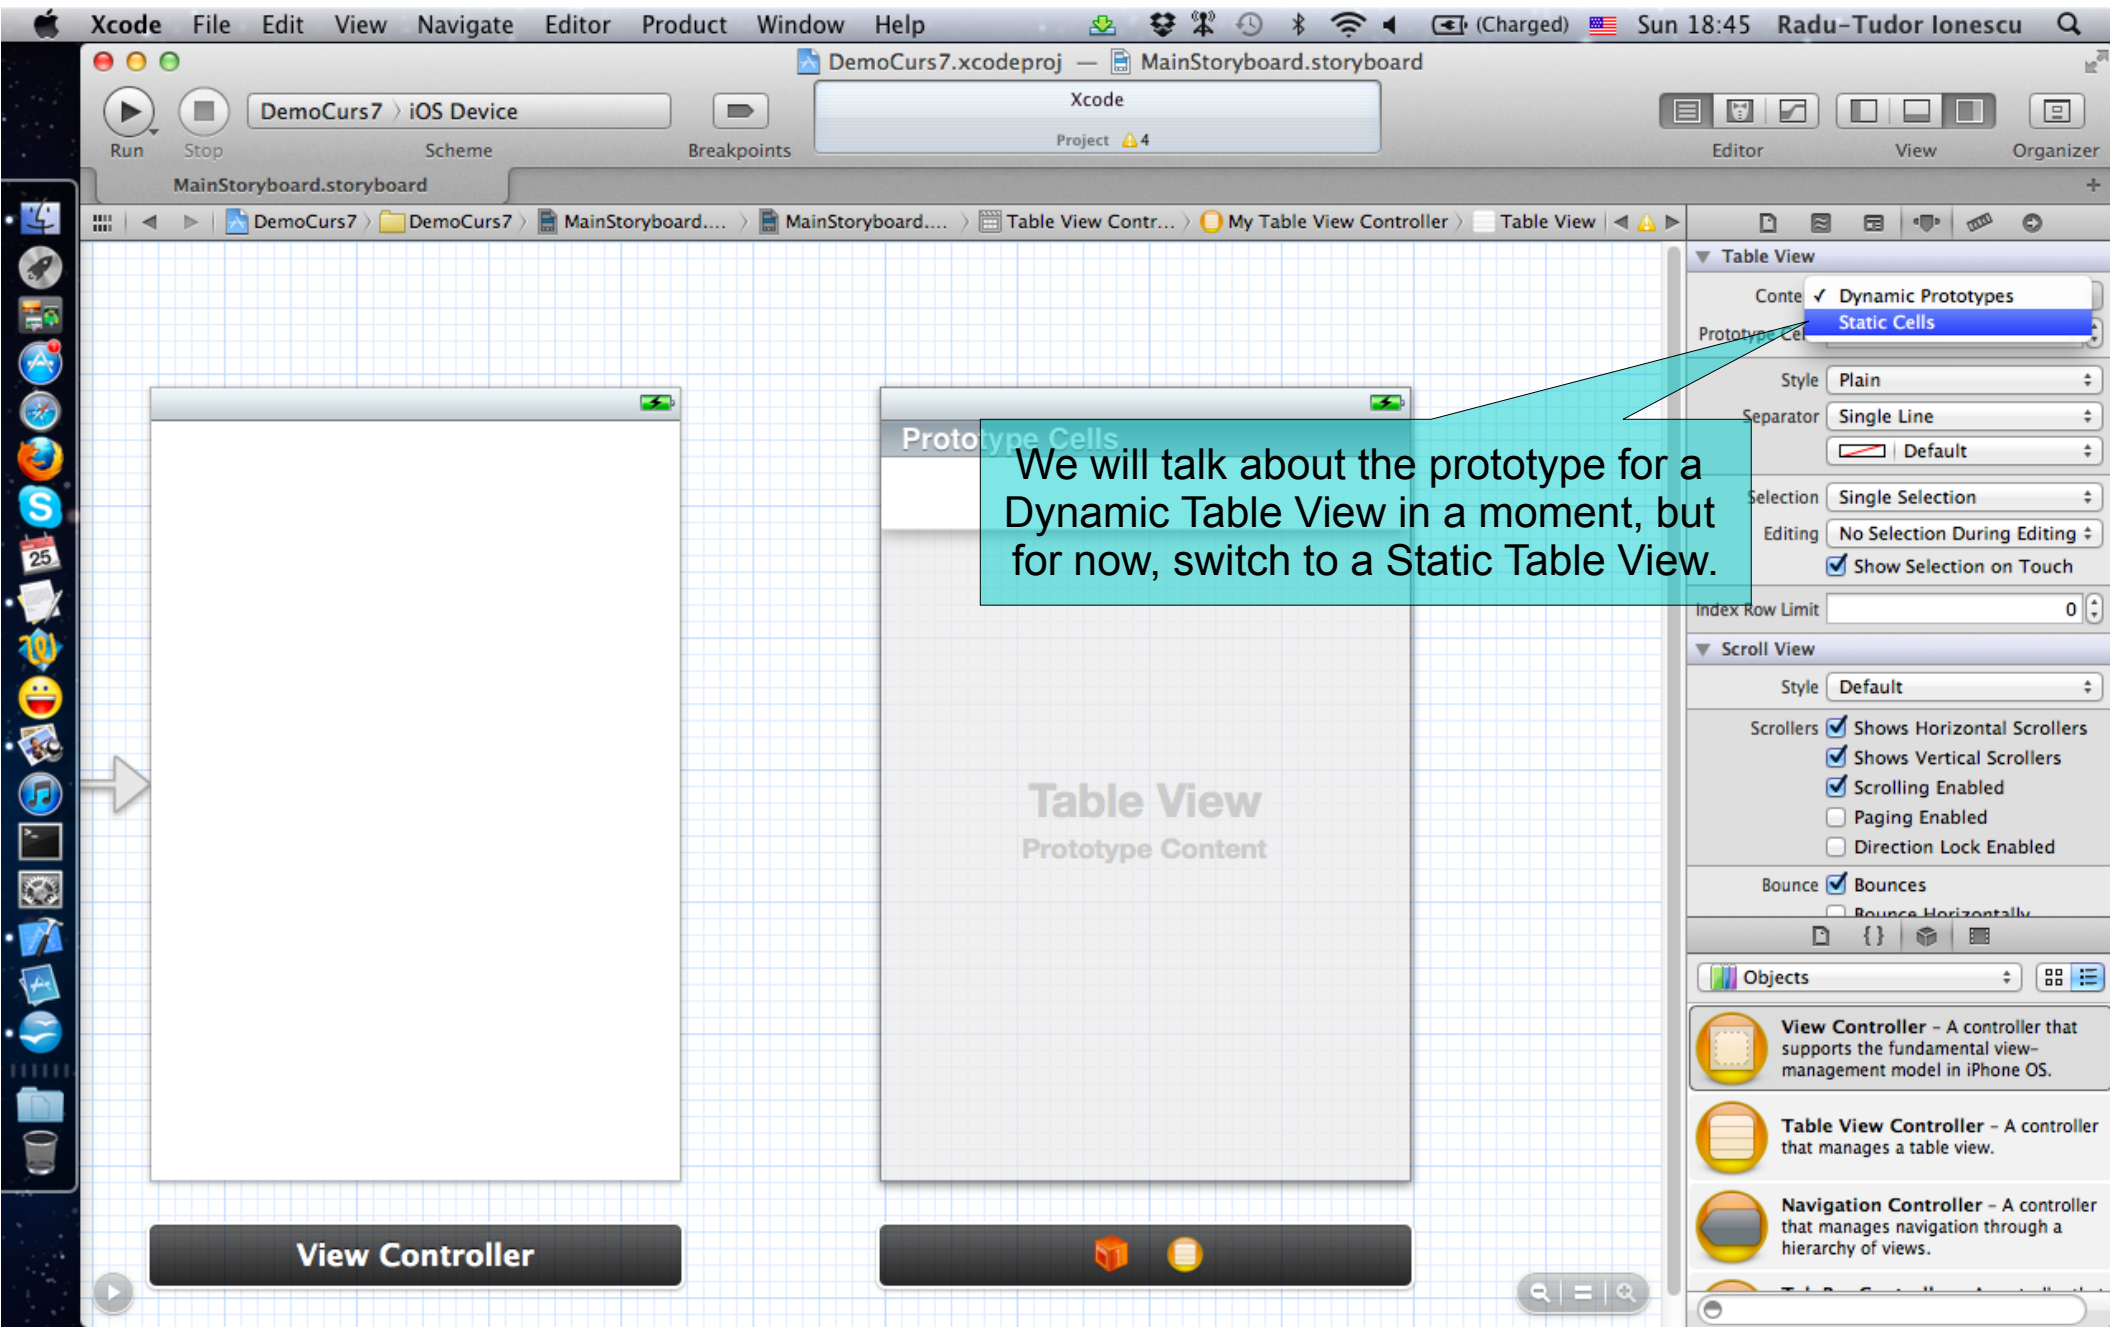 Xcode File Edit View Navigate Editor Product Window Help (Charged) Sun 18:45 Radu-Tudor Ionescu
DemoCurs7.xcodeproj — MainStoryboard.storyboard
DemoCurs7 iOS Device
Xcode
Project 4
Run Stop Scheme Breakpoints Editor View Organizer
MainStoryboard.storyboard
DemoCurs7 DemoCurs7 MainStoryboard.... MainStoryboard.... Table View Contr... My Table View Controller Table View
Table View
Conte ✓ Dynamic Prototypes
Static Cells
Prototype Cel
Style Plain
Separator Single Line
Default
Selection Single Selection
Editing No Selection During Editing
Show Selection on Touch
Index Row Limit 0
Scroll View
Style Default
Scrollers Shows Horizontal Scrollers
Shows Vertical Scrollers
Scrolling Enabled
Paging Enabled
Direction Lock Enabled
Bounce Bounces
Bounce Horizontally
Objects
View Controller – A controller that
supports the fundamental view-
management model in iPhone OS.
Table View Controller – A controller
that manages a table view.
Navigation Controller – A controller
that manages navigation through a
hierarchy of views.
Prototype Cells
We will talk about the prototype for a
Dynamic Table View in a moment, but
for now, switch to a Static Table View.
Table View
Prototype Content
View Controller
25